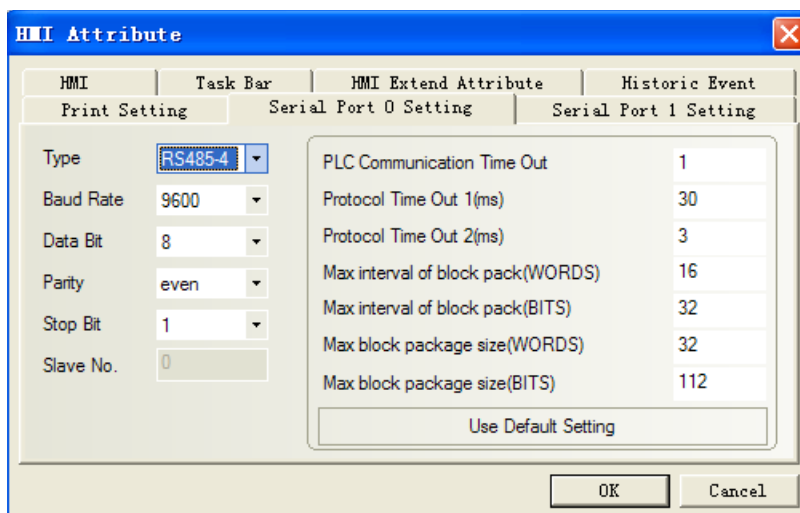 HMI Attribute
HMI Task Bar HMI Extend Attribute Historic Event
Print Setting Serial Port 0 Setting Serial Port 1 Setting
Type RS485-4
Baud Rate 9600
Data Bit 8
Parity even
Stop Bit 1
Slave No. 0
PLC Communication Time Out 1
Protocol Time Out 1(ms) 30
Protocol Time Out 2(ms) 3
Max interval of block pack(WORDS) 16
Max interval of block pack(BITS) 32
Max block package size(WORDS) 32
Max block package size(BITS) 112
Use Default Setting
OK Cancel